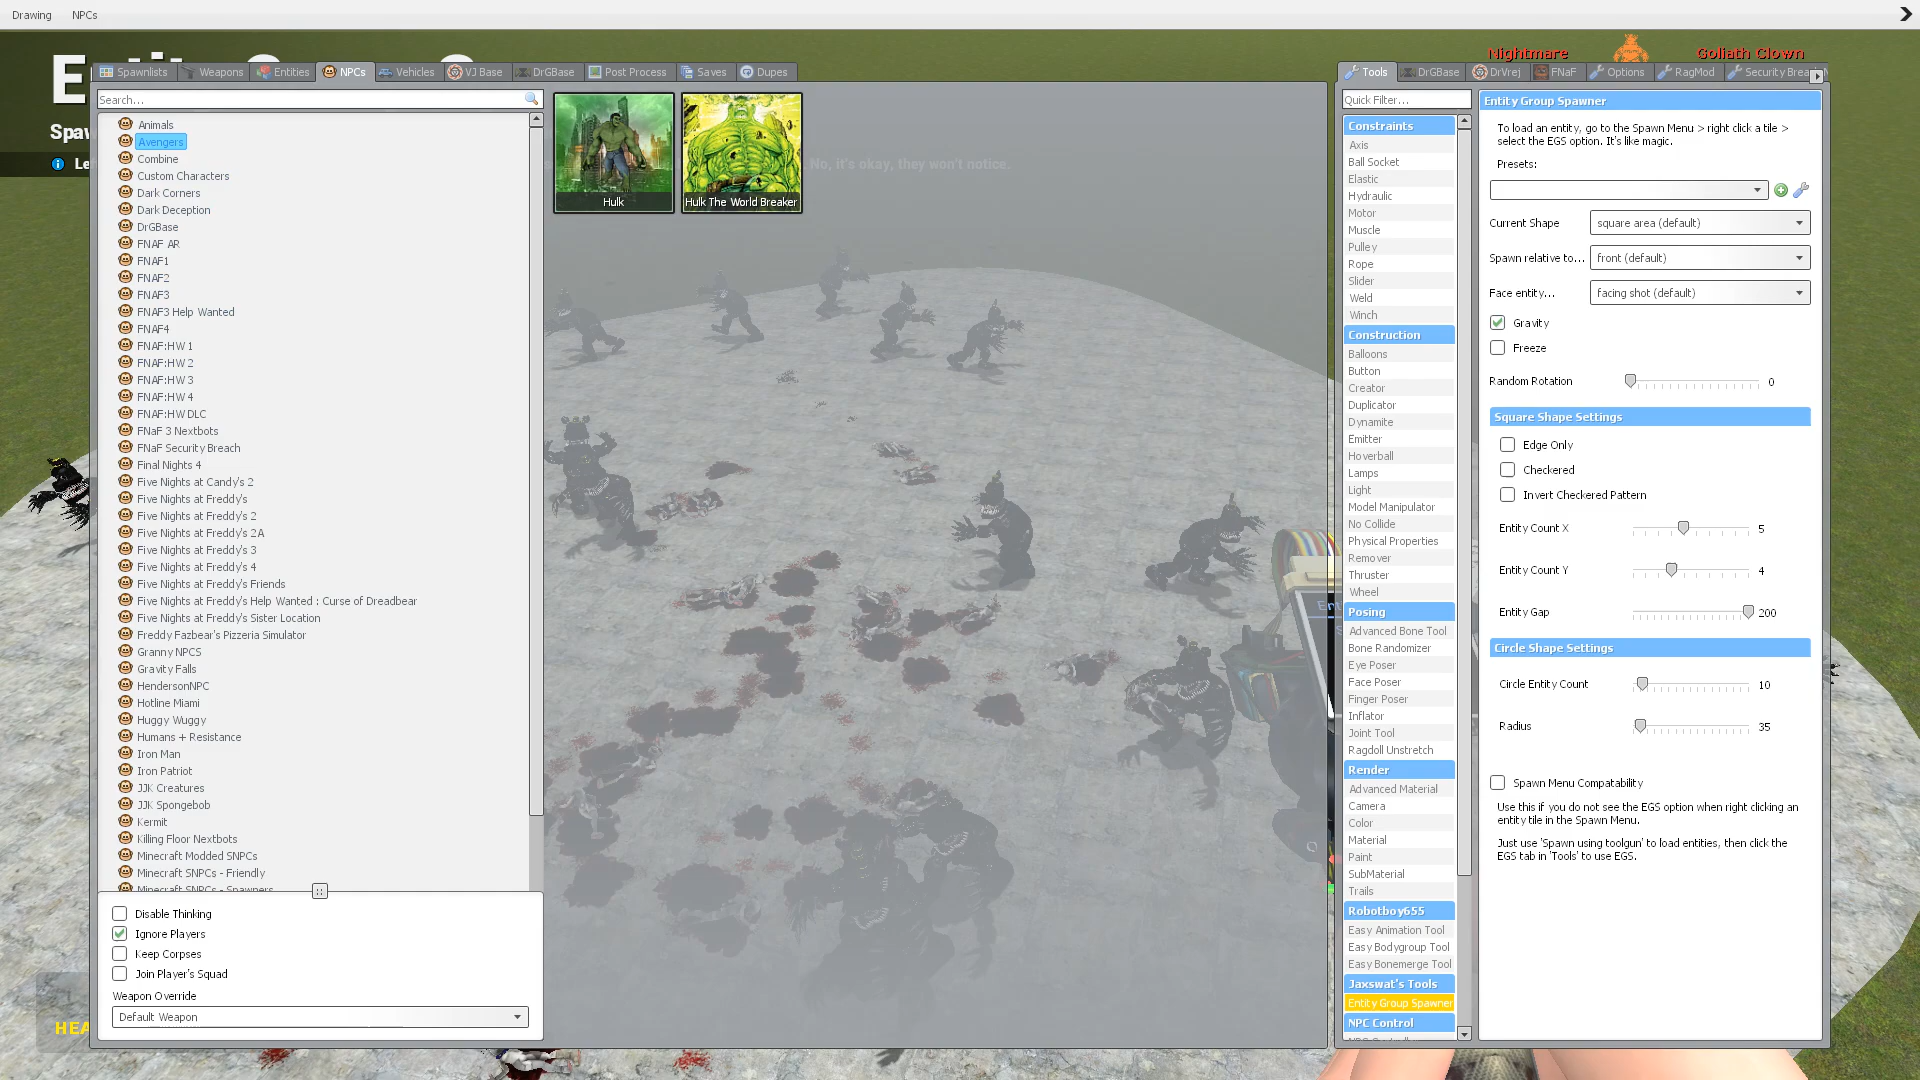 Drawing NPCs
Nightmare Goliath Clown
Spawnlists Weapons Entities NPCs Vehicles VJ Base DrGBase Post Process Saves Dupes
Search...
Animals
Avengers
Combine
Custom Characters
Dark Corners
Dark Deception
DrGBase
FNAF AR
FNAF1
FNAF2
FNAF3
FNAF3 Help Wanted
FNAF4
FNAF:HW 1
FNAF:HW 2
FNAF:HW 3
FNAF:HW 4
FNAF:HW DLC
FNaF 3 Nextbots
FNaF Security Breach
Final Nights 4
Five Nights at Candy's 2
Five Nights at Freddy's
Five Nights at Freddy's 2
Five Nights at Freddy's 2A
Five Nights at Freddy's 3
Five Nights at Freddy's 4
Five Nights at Freddy's Friends
Five Nights at Freddy's Help Wanted : Curse of Dreadbear
Five Nights at Freddy's Sister Location
Freddy Fazbear's Pizzeria Simulator
Granny NPCS
Gravity Falls
HendersonNPC
Hotline Miami
Huggy Wuggy
Humans + Resistance
Iron Man
Iron Patriot
JJK Creatures
JJK Spongebob
Kermit
Killing Floor Nextbots
Minecraft Modded SNPCs
Minecraft SNPCs - Friendly
Minecraft SNPCs - Spawners
Disable Thinking
Ignore Players
Keep Corpses
Join Player's Squad
Weapon Override
Default Weapon
Hulk
Hulk The World Breaker
No, it's okay, they won't notice.
Tools DrGBase DrVrej FNaF Options RagMod Security Brea
Quick Filter...
Constraints
Axis
Ball Socket
Elastic
Hydraulic
Motor
Muscle
Pulley
Rope
Slider
Weld
Winch
Construction
Balloons
Button
Creator
Duplicator
Dynamite
Emitter
Hoverball
Lamps
Light
Model Manipulator
No Collide
Physical Properties
Remover
Thruster
Wheel
Posing
Advanced Bone Tool
Bone Randomizer
Eye Poser
Face Poser
Finger Poser
Inflator
Joint Tool
Ragdoll Unstretch
Render
Advanced Material
Camera
Color
Material
Paint
SubMaterial
Trails
Robotboy655
Easy Animation Tool
Easy Bodygroup Tool
Easy Bonemerge Tool
Jaxswat's Tools
Entity Group Spawner
NPC Control
Entity Group Spawner
To load an entity, go to the Spawn Menu > right click a tile >
select the EGS option. It's like magic.
Presets:
Current Shape square area (default)
Spawn relative to... front (default)
Face entity... facing shot (default)
Gravity
Freeze
Random Rotation 0
Square Shape Settings
Edge Only
Checkered
Invert Checkered Pattern
Entity Count X 5
Entity Count Y 4
Entity Gap 200
Circle Shape Settings
Circle Entity Count 10
Radius 35
Spawn Menu Compatability
Use this if you do not see the EGS option when right clicking an
entity tile in the Spawn Menu.
Just use 'Spawn using toolgun' to load entities, then click the
EGS tab in 'Tools' to use EGS.